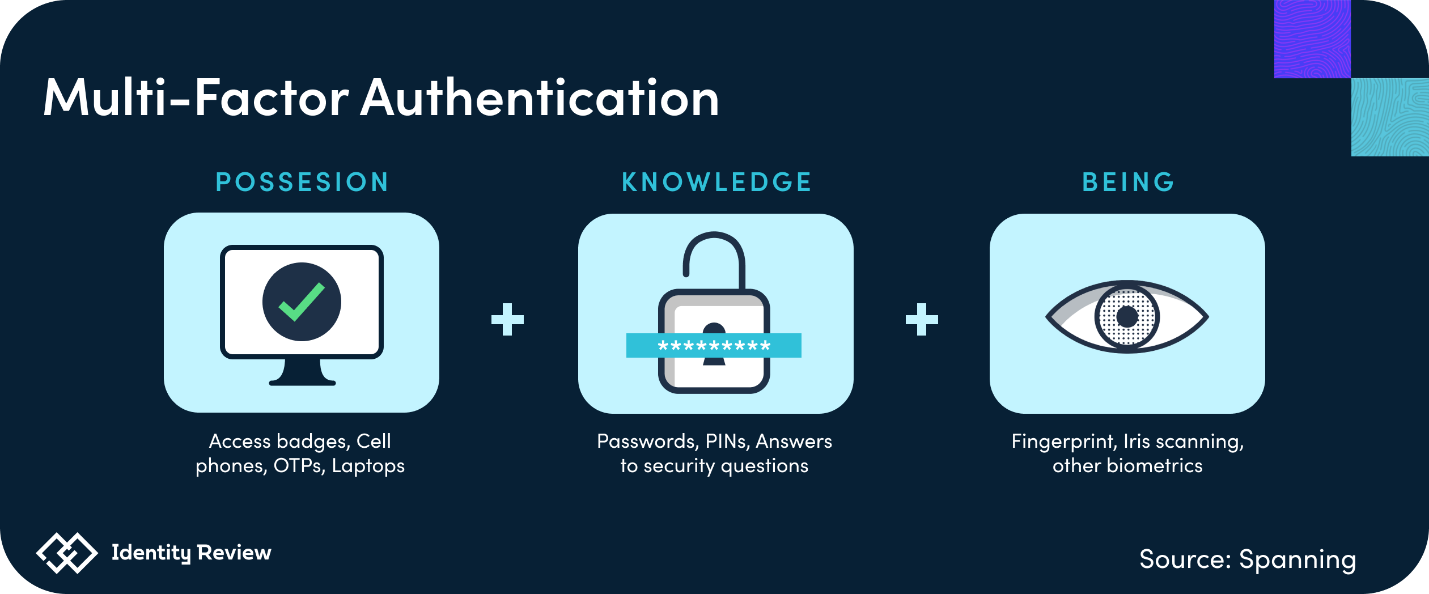 Multi-Factor Authentication
POSSESION
KNOWLEDGE
BEING
*********
Access badges, Cell
phones, OTPs, Laptops
Passwords, PINs, Answers
to security questions
Fingerprint, Iris scanning,
other biometrics
Identity Review
Source: Spanning